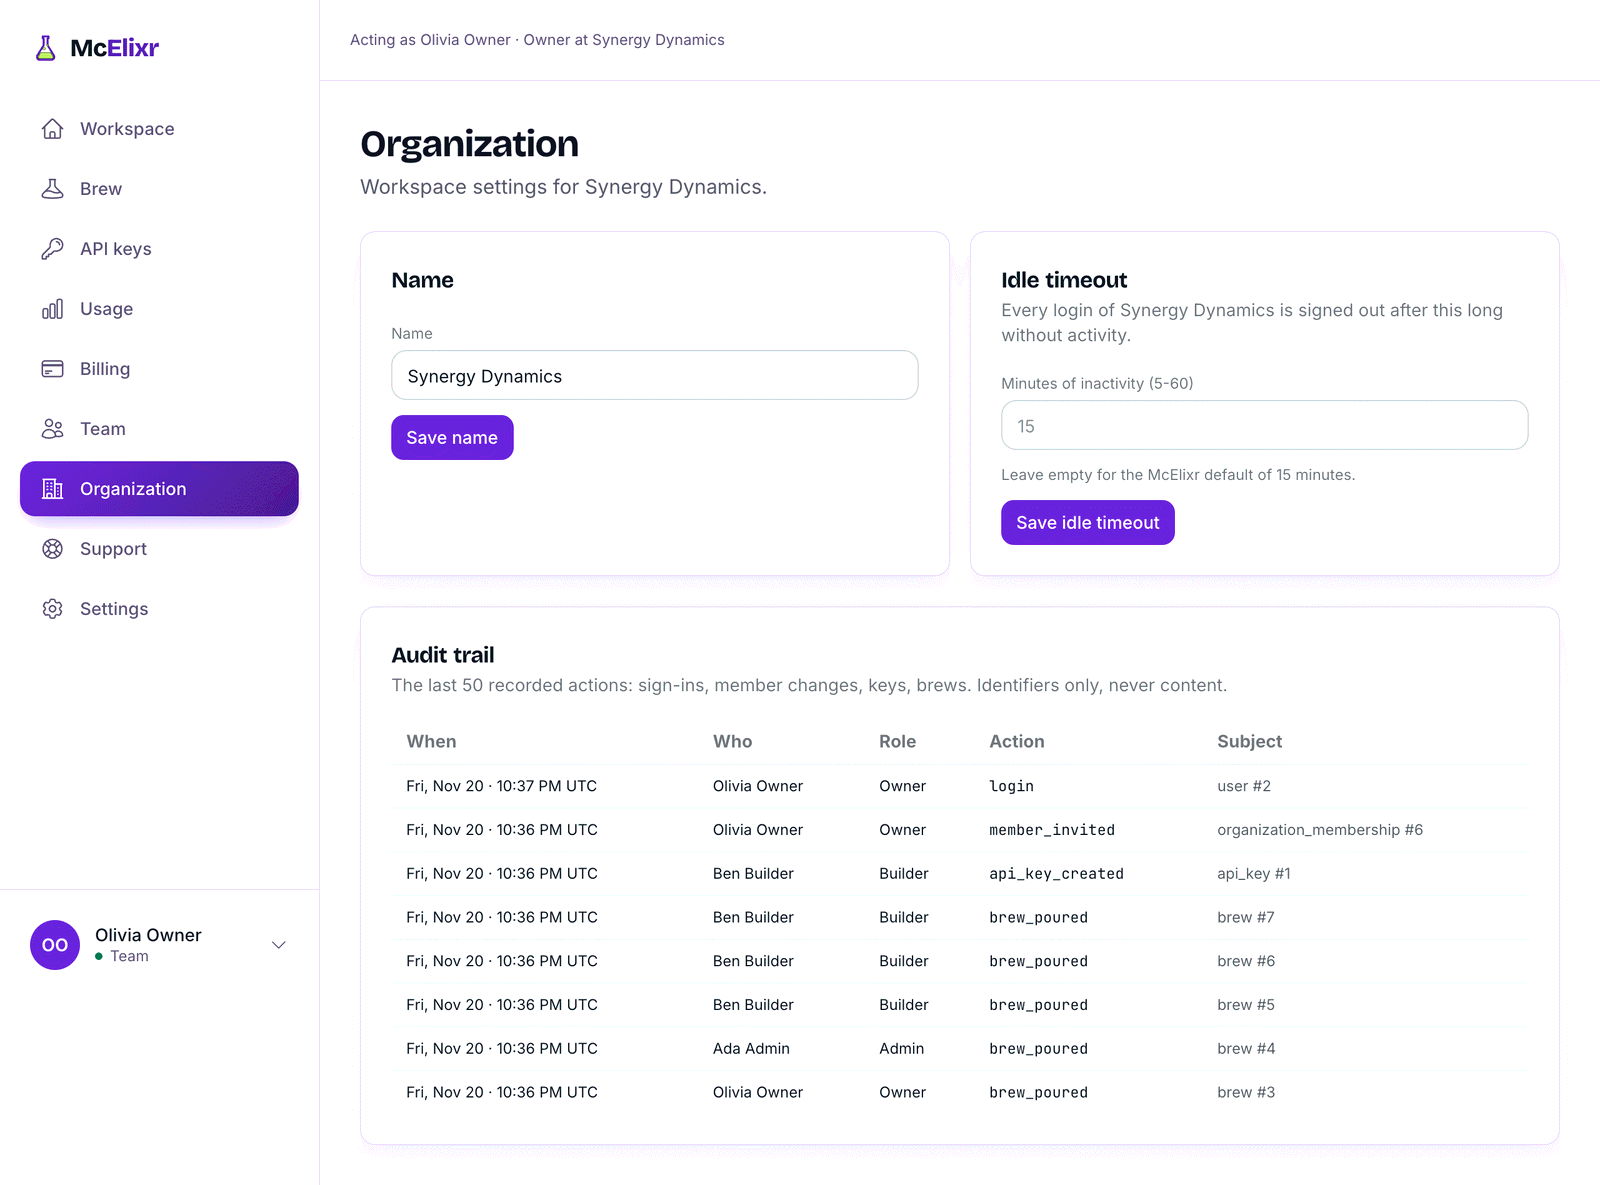 McElixr
Acting as Olivia Owner · Owner at Synergy Dynamics
Workspace
Brew
API keys
Usage
Billing
Team
Organization
Support
Settings
OO
Olivia Owner
Team
Organization
Workspace settings for Synergy Dynamics.
Name
Name
Synergy Dynamics
Save name
Idle timeout
Every login of Synergy Dynamics is signed out after this long
without activity.
Minutes of inactivity (5-60)
15
Leave empty for the McElixr default of 15 minutes.
Save idle timeout
Audit trail
The last 50 recorded actions: sign-ins, member changes, keys, brews. Identifiers only, never content.
When Who Role Action Subject
Fri, Nov 20 · 10:37 PM UTC Olivia Owner Owner login user #2
Fri, Nov 20 · 10:36 PM UTC Olivia Owner Owner member_invited organization_membership #6
Fri, Nov 20 · 10:36 PM UTC Ben Builder Builder api_key_created api_key #1
Fri, Nov 20 · 10:36 PM UTC Ben Builder Builder brew_poured brew #7
Fri, Nov 20 · 10:36 PM UTC Ben Builder Builder brew_poured brew #6
Fri, Nov 20 · 10:36 PM UTC Ben Builder Builder brew_poured brew #5
Fri, Nov 20 · 10:36 PM UTC Ada Admin Admin brew_poured brew #4
Fri, Nov 20 · 10:36 PM UTC Olivia Owner Owner brew_poured brew #3